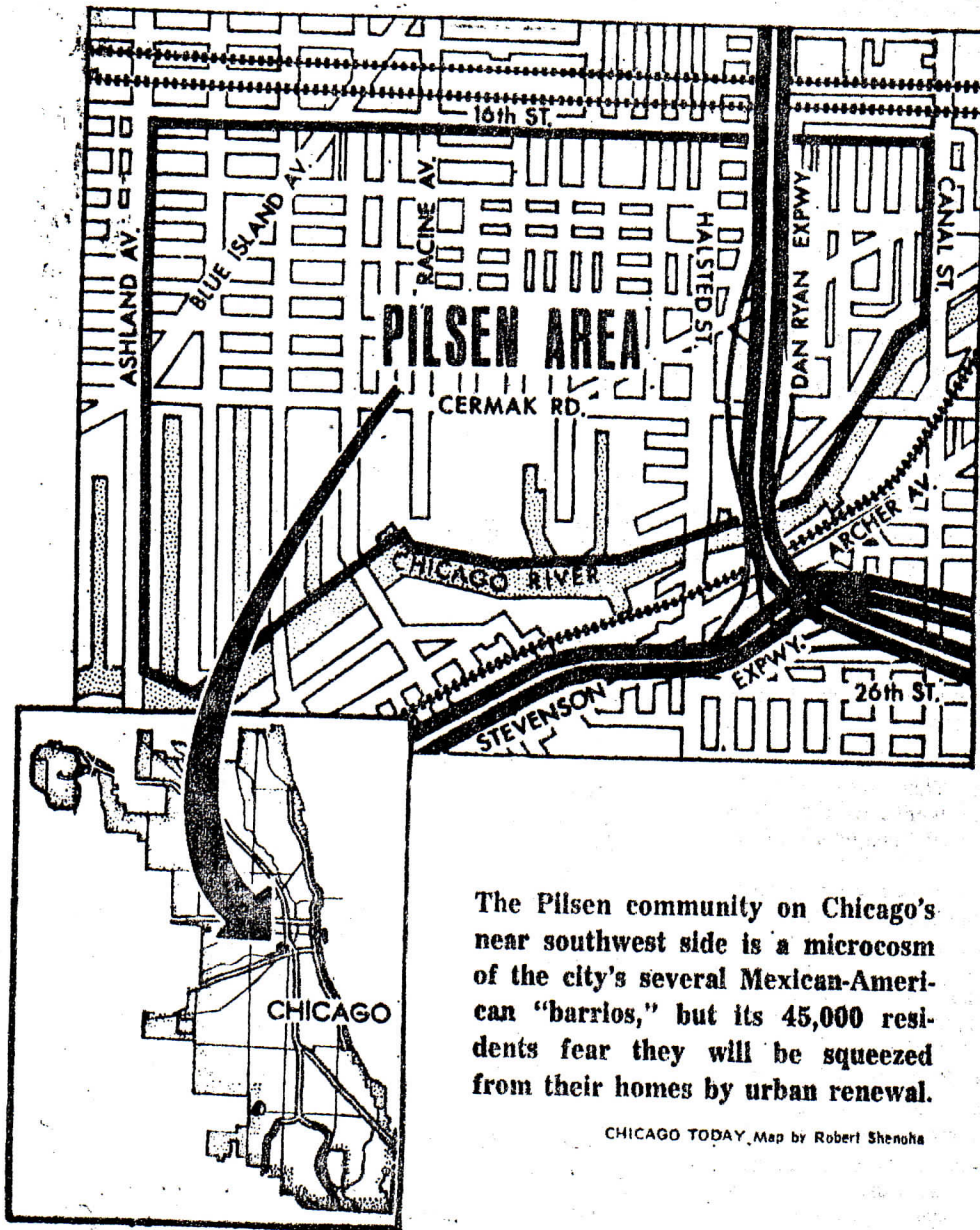 16th ST.
ASHLAND AV.
BLUE ISLAND AV.
RACINE AV.
HALSTED ST.
DAN RYAN EXPWY.
CANAL ST.
PILSEN AREA
CERMAK RD.
CHICAGO RIVER
ARCHER AV.
STEVENSON EXPWY.
26th ST.
CHICAGO
The Pilsen community on Chicago's
near southwest side is a microcosm
of the city's several Mexican-Ameri-
can "barrios," but its 45,000 resi-
dents fear they will be squeezed
from their homes by urban renewal.
CHICAGO TODAY Map by Robert Shenoha